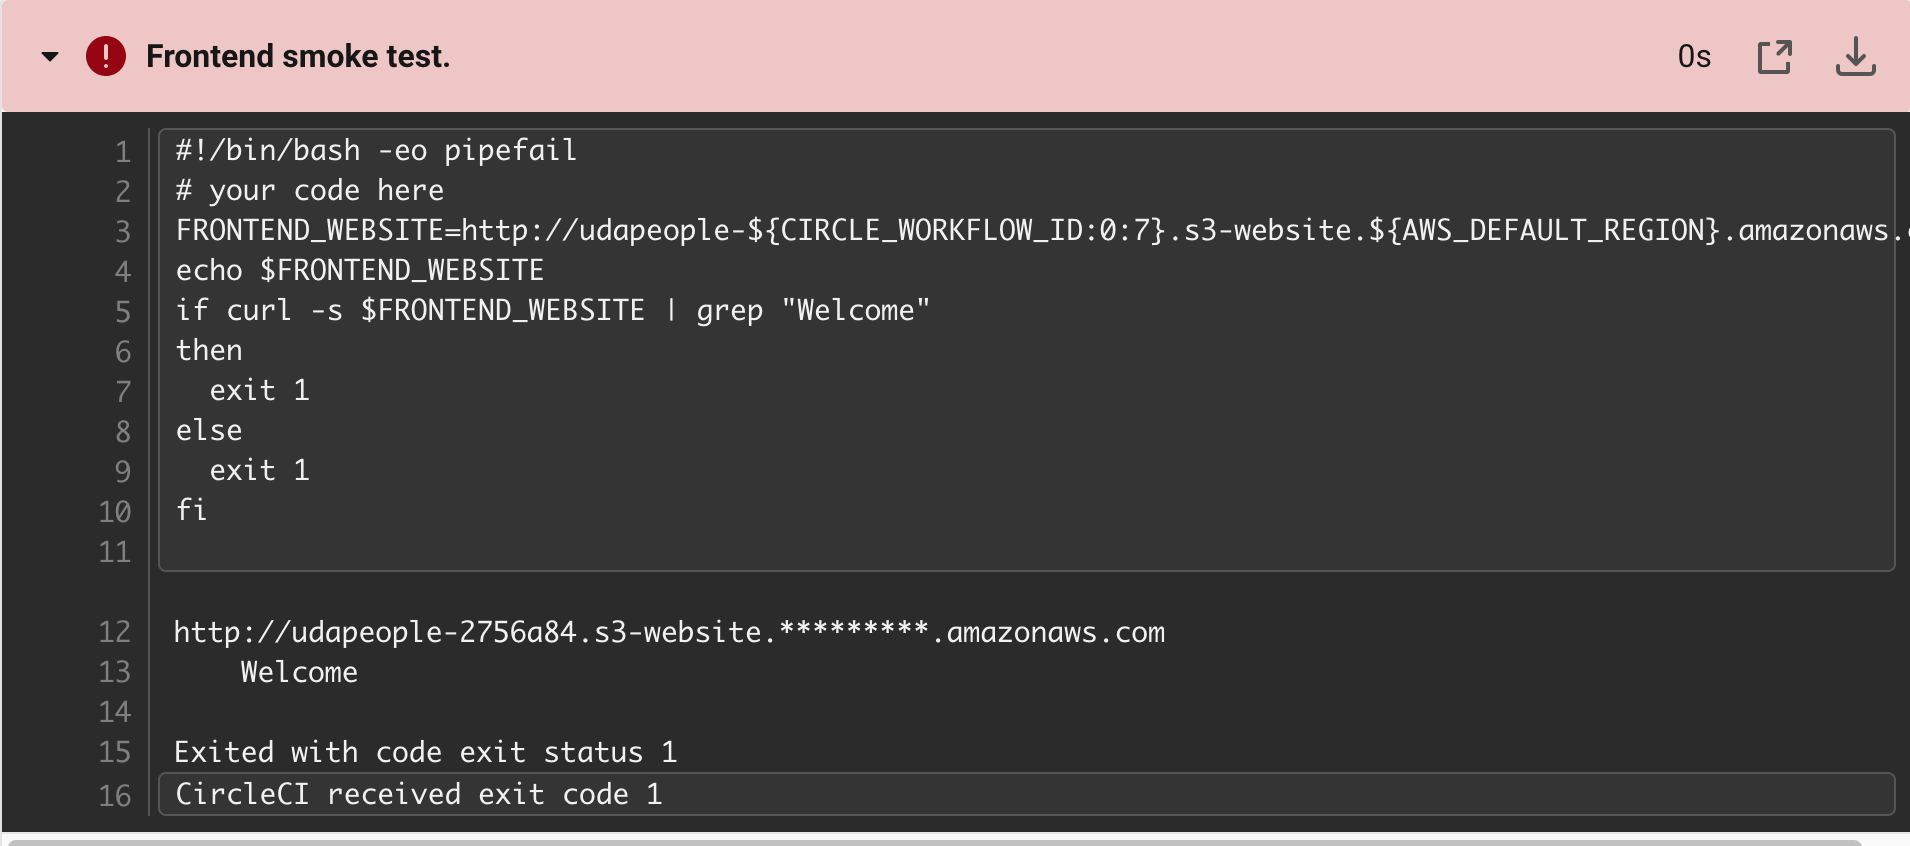 Frontend smoke test.
0s
1 #!/bin/bash -eo pipefail
2 # your code here
3 FRONTEND_WEBSITE=http://udapeople-${CIRCLE_WORKFLOW_ID:0:7}.s3-website.${AWS_DEFAULT_REGION}.amazonaws.
4 echo $FRONTEND_WEBSITE
5 if curl -s $FRONTEND_WEBSITE | grep "Welcome"
6 then
7   exit 1
8 else
9   exit 1
10 fi
11
12 http://udapeople-2756a84.s3-website.*********.amazonaws.com
13     Welcome
14
15 Exited with code exit status 1
16 CircleCI received exit code 1